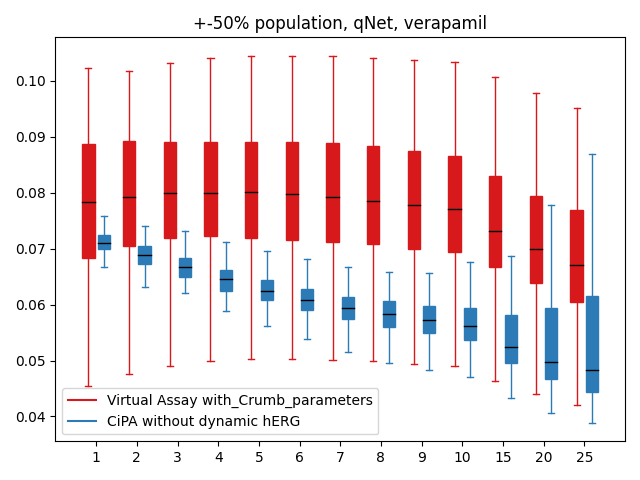 +-50% population, qNet, verapamil
0.10
0.09
0.08
0.07
0.06
0.05
0.04
Virtual Assay with_Crumb_parameters
CiPA without dynamic hERG
1 2 3 4 5 6 7 8 9 10 15 20 25